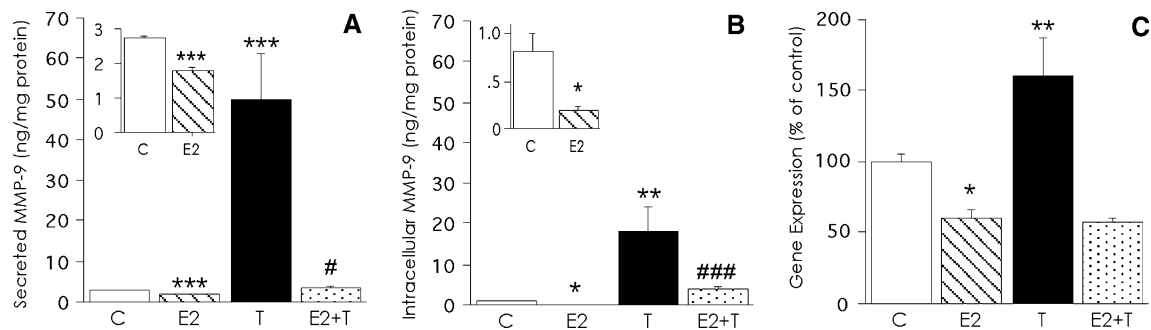 A
Secreted MMP-9 (ng/mg protein)
70
60
50
40
30
20
10
0
3
2
1
0
***
C
E2
***
***
#
C
E2
T
E2+T
B
Intracellular MMP-9 (ng/mg protein)
70
60
50
40
30
20
10
0
1.0
.5
0
*
C
E2
*
**
###
C
E2
T
E2+T
C
Gene Expression (% of control)
200
150
100
50
0
*
**
C
E2
T
E2+T